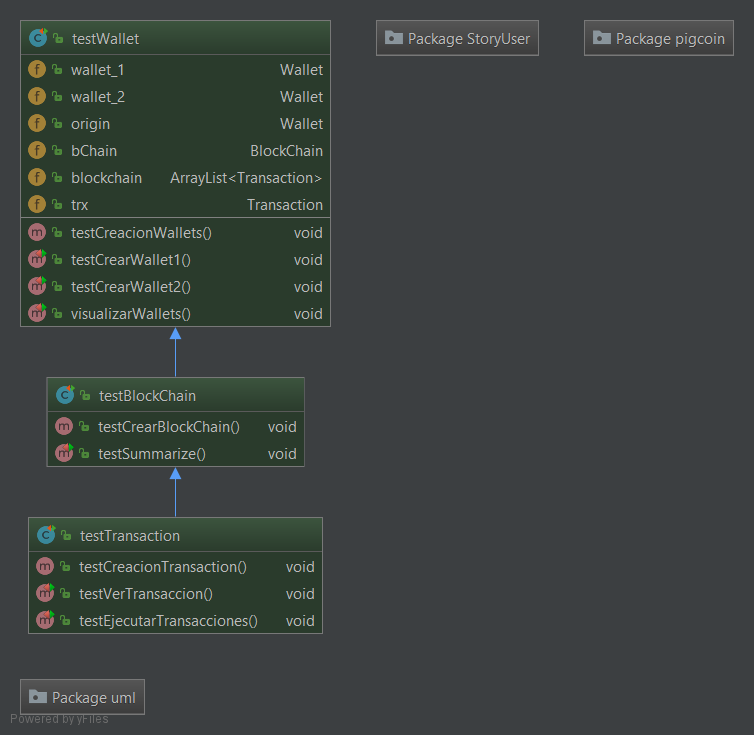 testWallet
wallet_1 Wallet
wallet_2 Wallet
origin Wallet
bChain BlockChain
blockchain ArrayList<Transaction>
trx Transaction
testCreacionWallets() void
testCrearWallet1() void
testCrearWallet2() void
visualizarWallets() void
Package StoryUser
Package pigcoin
testBlockChain
testCrearBlockChain() void
testSummarize() void
testTransaction
testCreacionTransaction() void
testVerTransaccion() void
testEjecutarTransacciones() void
Package uml
Powered by yFiles